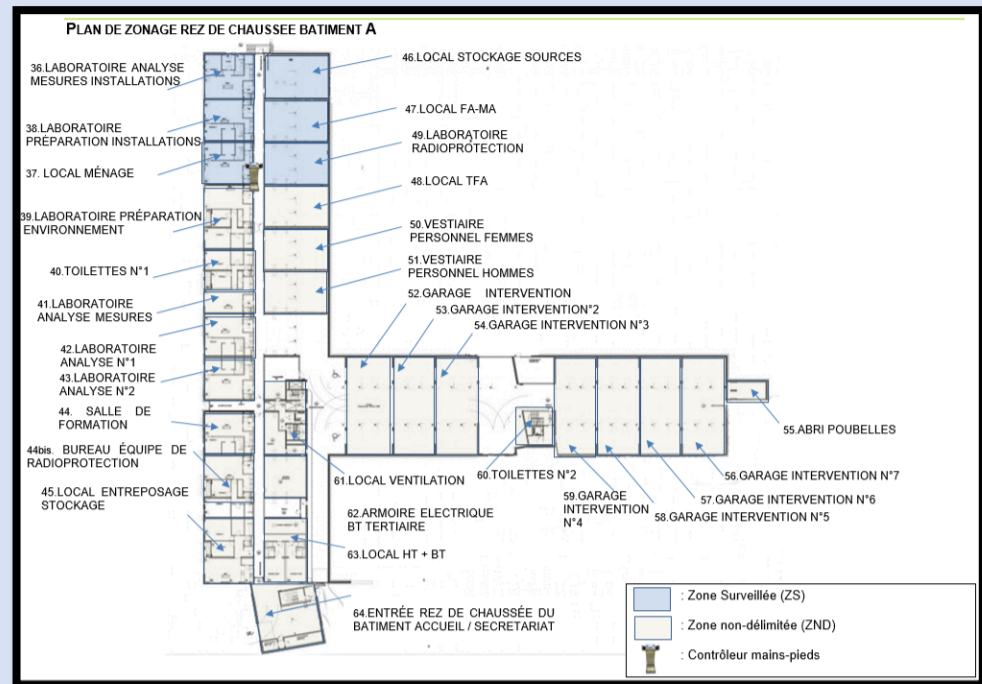 PLAN DE ZONAGE REZ DE CHAUSSEE BATIMENT A
36.LABORATOIRE ANALYSE
MESURES INSTALLATIONS
38.LABORATOIRE
PRÉPARATION INSTALLATIONS
37. LOCAL MÉNAGE
39.LABORATOIRE PRÉPARATION
ENVIRONNEMENT
40.TOILETTES N°1
41.LABORATOIRE
ANALYSE MESURES
42.LABORATOIRE
ANALYSE N°1
43.LABORATOIRE
ANALYSE N°2
44. SALLE DE
FORMATION
44bis. BUREAU ÉQUIPE DE
RADIOPROTECTION
45.LOCAL ENTREPOSAGE
STOCKAGE
46.LOCAL STOCKAGE SOURCES
47.LOCAL FA-MA
49.LABORATOIRE
RADIOPROTECTION
48.LOCAL TFA
50.VESTIAIRE
PERSONNEL FEMMES
51.VESTIAIRE
PERSONNEL HOMMES
52.GARAGE INTERVENTION
53.GARAGE INTERVENTION N°2
54.GARAGE INTERVENTION N°3
55.ABRI POUBELLES
56.GARAGE INTERVENTION N°7
57.GARAGE INTERVENTION N°6
58.GARAGE INTERVENTION N°5
59.GARAGE
INTERVENTION
N°4
60.TOILETTES N°2
61.LOCAL VENTILATION
62.ARMOIRE ELECTRIQUE
BT TERTIAIRE
63.LOCAL HT + BT
64.ENTRÉE REZ DE CHAUSSÉE DU
BATIMENT ACCUEIL / SECRETARIAT
: Zone Surveillée (ZS)
: Zone non-délimitée (ZND)
: Contrôleur mains-pieds